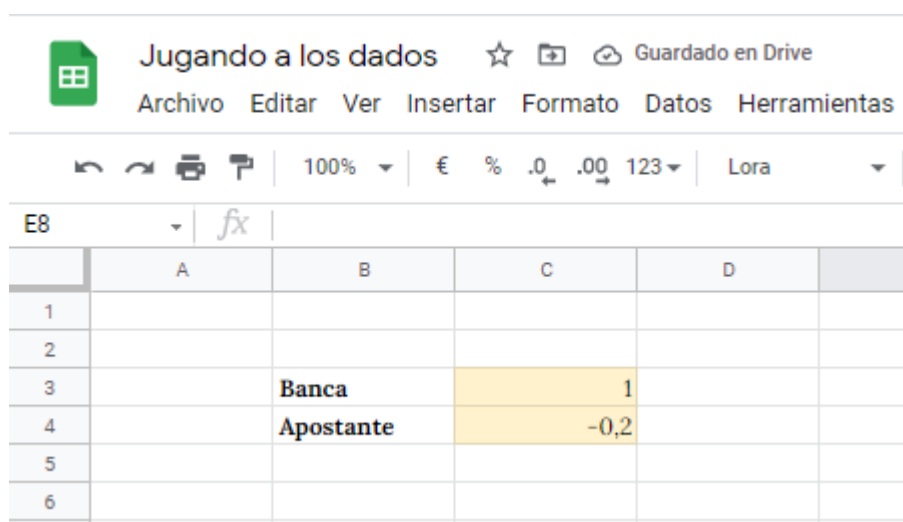 Jugando a los dados Guardado en Drive
Archivo Editar Ver Insertar Formato Datos Herramientas
100% € % .0 .00 123 Lora
E8 fx
A B C D
1
2
3 Banca 1
4 Apostante -0,2
5
6